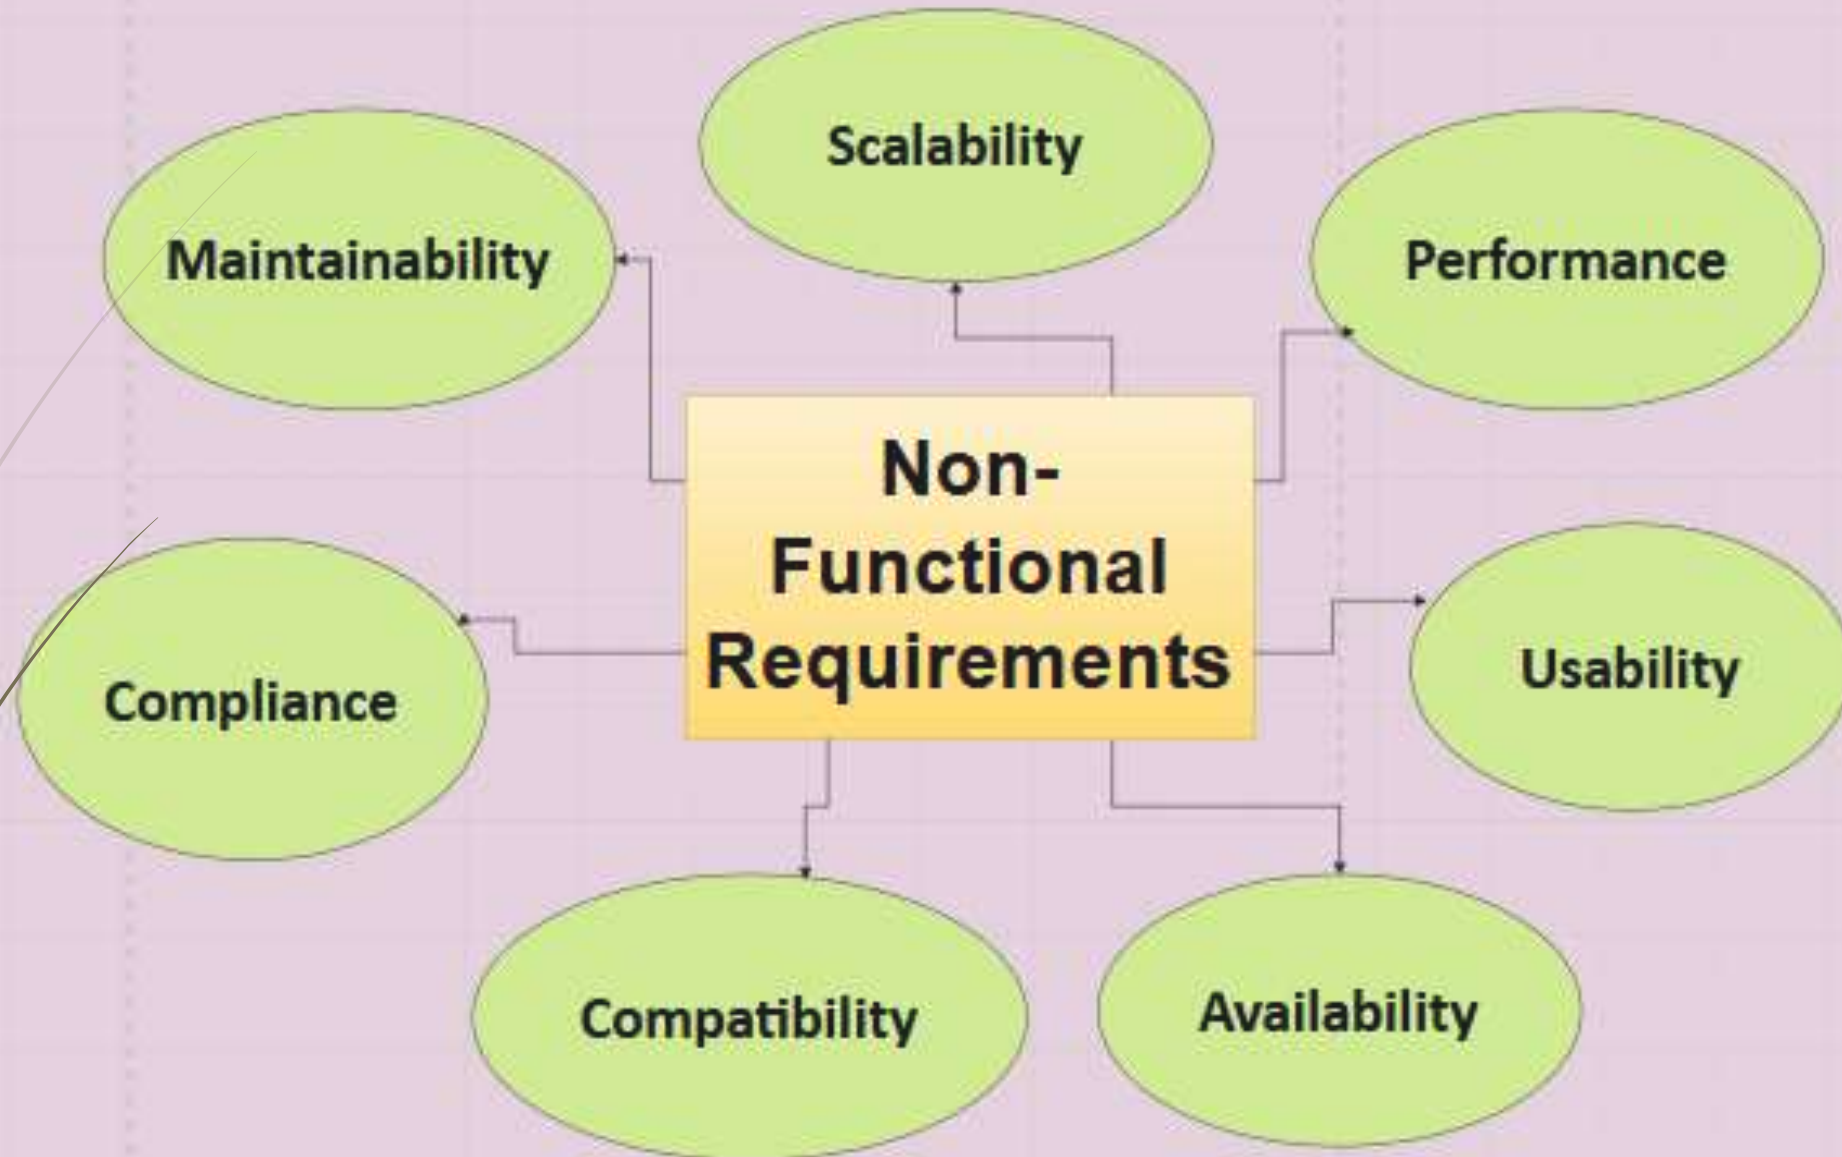 Scalability
Maintainability
Performance
Non-
Functional
Requirements
Compliance
Usability
Compatibility
Availability